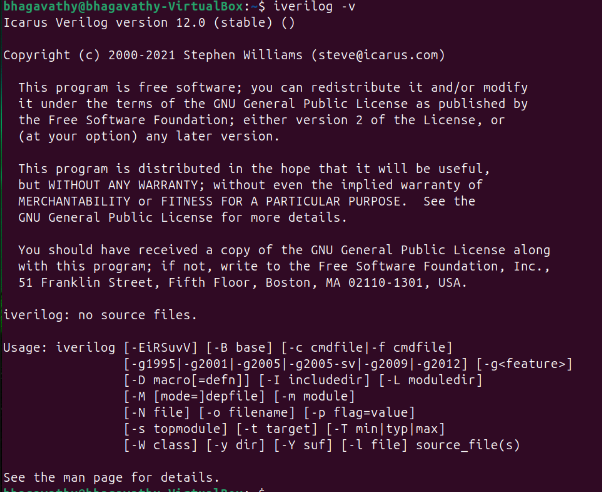 bhagavathy@bhagavathy-VirtualBox:~$ iverilog -v
Icarus Verilog version 12.0 (stable) ()
Copyright (c) 2000-2021 Stephen Williams (steve@icarus.com)
This program is free software; you can redistribute it and/or modify
it under the terms of the GNU General Public License as published by
the Free Software Foundation; either version 2 of the License, or
(at your option) any later version.
This program is distributed in the hope that it will be useful,
but WITHOUT ANY WARRANTY; without even the implied warranty of
MERCHANTABILITY or FITNESS FOR A PARTICULAR PURPOSE.  See the
GNU General Public License for more details.
You should have received a copy of the GNU General Public License along
with this program; if not, write to the Free Software Foundation, Inc.,
51 Franklin Street, Fifth Floor, Boston, MA 02110-1301, USA.
iverilog: no source files.
Usage: iverilog [-EiRSuvV] [-B base] [-c cmdfile|-f cmdfile]
[-g1995|-g2001|-g2005|-g2005-sv|-g2009|-g2012] [-g<feature>]
[-D macro[=defn]] [-I includedir] [-L moduledir]
[-M [mode=]depfile] [-m module]
[-N file] [-o filename] [-p flag=value]
[-s topmodule] [-t target] [-T min|typ|max]
[-W class] [-y dir] [-Y suf] [-l file] source_file(s)
See the man page for details.
bhagavathy@bhagavathy-VirtualBox:~$